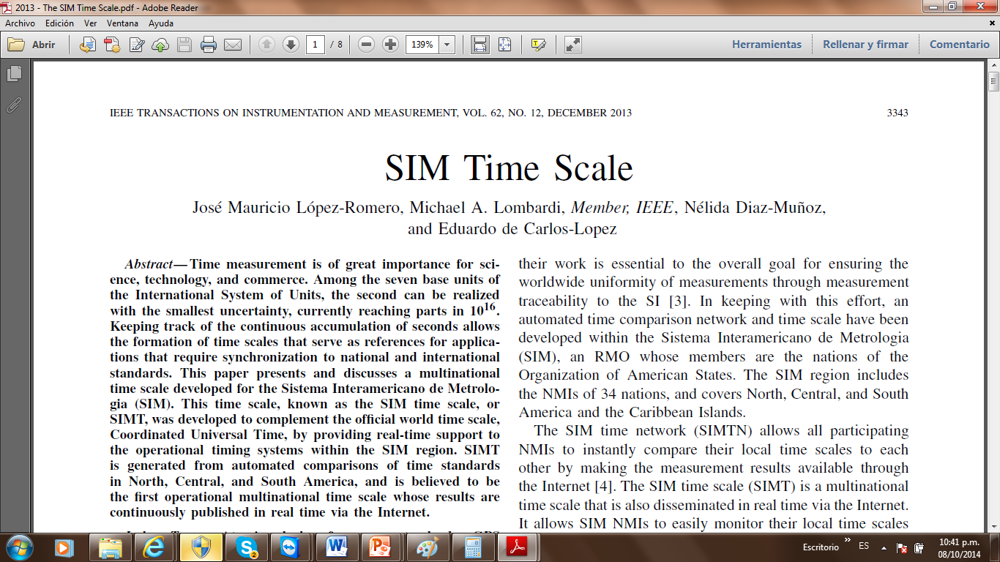 2013 - The SIM Time Scale.pdf - Adobe Reader
Archivo Edición Ver Ventana Ayuda
Abrir 1 / 8 139% Herramientas Rellenar y firmar Comentario
IEEE TRANSACTIONS ON INSTRUMENTATION AND MEASUREMENT, VOL. 62, NO. 12, DECEMBER 2013 3343
SIM Time Scale
José Mauricio López-Romero, Michael A. Lombardi, Member, IEEE, Nélida Diaz-Muñoz,
and Eduardo de Carlos-Lopez
Abstract—Time measurement is of great importance for sci-
ence, technology, and commerce. Among the seven base units of
the International System of Units, the second can be realized
with the smallest uncertainty, currently reaching parts in 10^16.
Keeping track of the continuous accumulation of seconds allows
the formation of time scales that serve as references for applica-
tions that require synchronization to national and international
standards. This paper presents and discusses a multinational
time scale developed for the Sistema Interamericano de Metrolo-
gia (SIM). This time scale, known as the SIM time scale, or
SIMT, was developed to complement the official world time scale,
Coordinated Universal Time, by providing real-time support to
the operational timing systems within the SIM region. SIMT
is generated from automated comparisons of time standards
in North, Central, and South America, and is believed to be
the first operational multinational time scale whose results are
continuously published in real time via the Internet.
their work is essential to the overall goal for ensuring the
worldwide uniformity of measurements through measurement
traceability to the SI [3]. In keeping with this effort, an
automated time comparison network and time scale have been
developed within the Sistema Interamericano de Metrologia
(SIM), an RMO whose members are the nations of the
Organization of American States. The SIM region includes
the NMIs of 34 nations, and covers North, Central, and South
America and the Caribbean Islands.
The SIM time network (SIMTN) allows all participating
NMIs to instantly compare their local time scales to each
other by making the measurement results available through
the Internet [4]. The SIM time scale (SIMT) is a multinational
time scale that is also disseminated in real time via the Internet.
It allows SIM NMIs to easily monitor their local time scales
Escritorio » ES 10:41 p.m.
08/10/2014